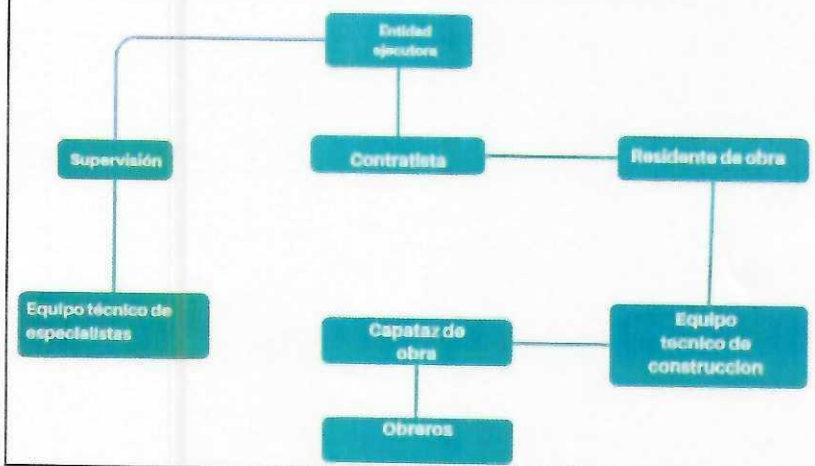 Entidad
ejecutora
Supervisión
Contratista
Residente de obra
Equipo técnico de
especialistas
Capataz de
obra
Equipo
tecnico de
construccion
Obreros